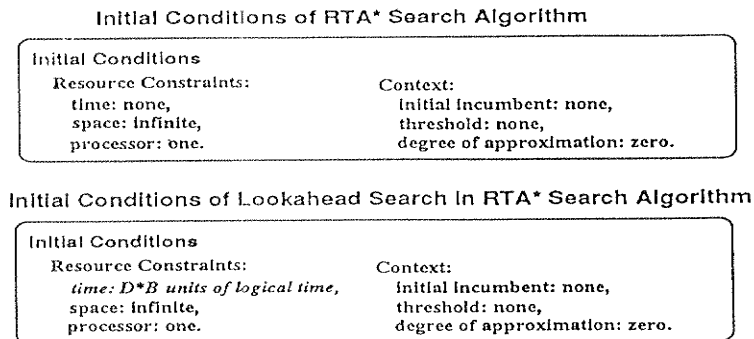 Initial Conditions of RTA* Search Algorithm
Initial Conditions
Resource Constraints:
time: none,
space: infinite,
processor: one.
Context:
initial incumbent: none,
threshold: none,
degree of approximation: zero.
Initial Conditions of Lookahead Search in RTA* Search Algorithm
Initial Conditions
Resource Constraints:
time: D*B units of logical time,
space: infinite,
processor: one.
Context:
initial incumbent: none,
threshold: none,
degree of approximation: zero.